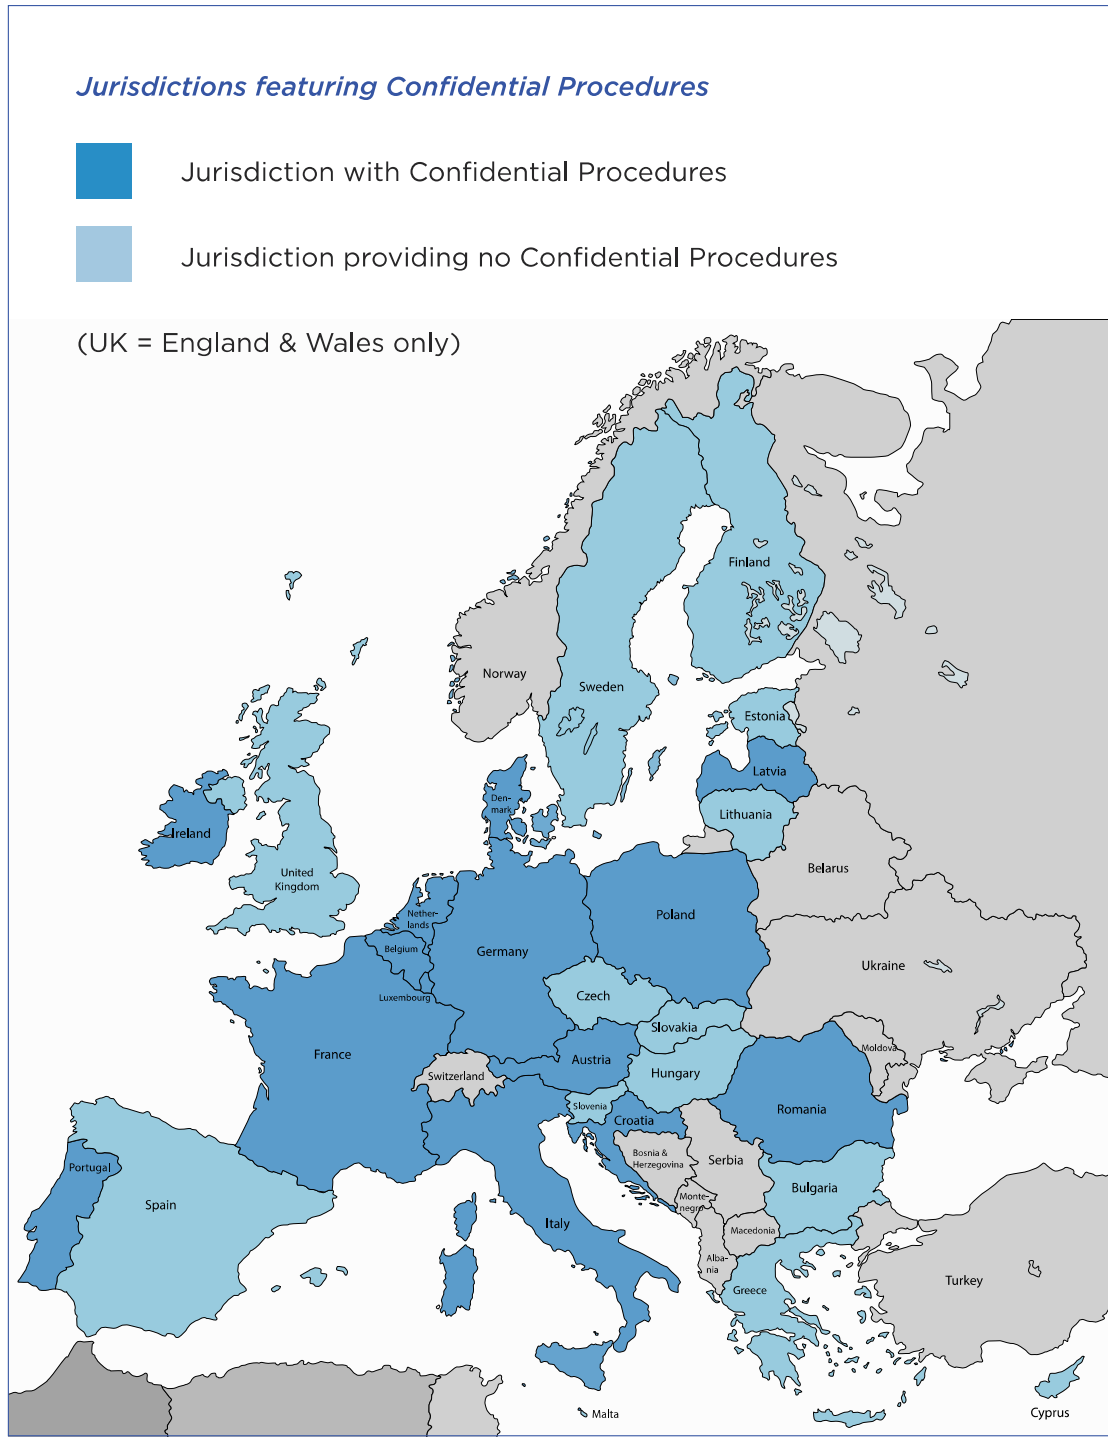 Jurisdictions featuring Confidential Procedures
Jurisdiction with Confidential Procedures
Jurisdiction providing no Confidential Procedures
(UK = England & Wales only)
Finland
Norway
Sweden
Estonia
Latvia
Den-
mark
Lithuania
Ireland
United
Kingdom
Belarus
Nether-
lands
Poland
Belgium
Germany
Ukraine
Czech
Luxembourg
Slovakia
France
Austria
Moldova
Switzerland
Hungary
Slovenia
Romania
Croatia
Bosnia &
Herzegovina
Serbia
Portugal
Bulgaria
Spain
Monte-
negro
Italy
Macedonia
Alba-
nia
Turkey
Greece
Malta
Cyprus